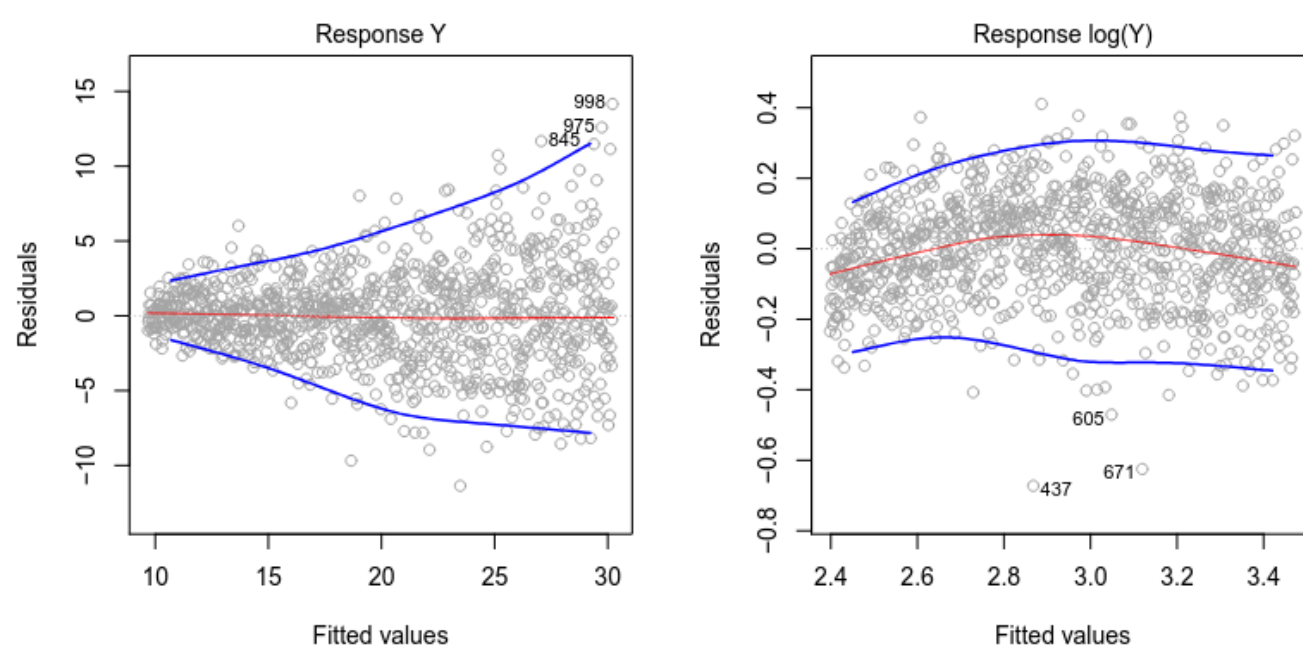 Response Y
Residuals
15
10
5
0
−5
−10
998
975
845
10 15 20 25 30
Fitted values
Response log(Y)
Residuals
0.4
0.2
0.0
−0.2
−0.4
−0.6
−0.8
605
671
437
2.4 2.6 2.8 3.0 3.2 3.4
Fitted values